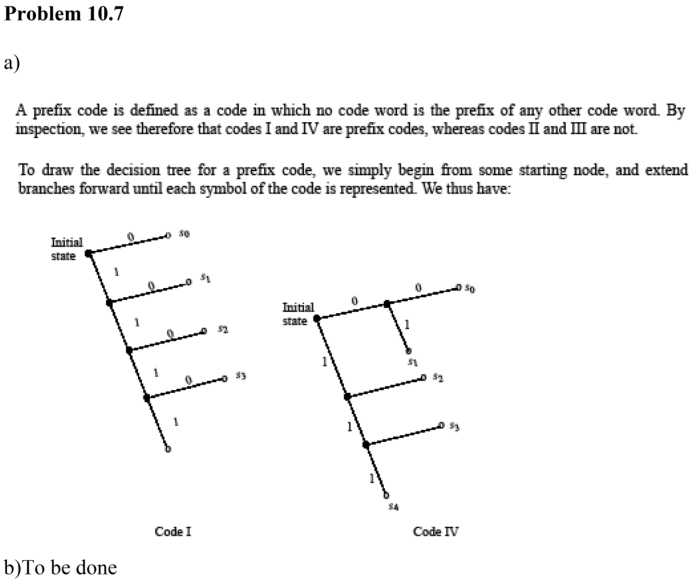 Problem 10.7
a)
A prefix code is defined as a code in which no code word is the prefix of any other code word. By
inspection, we see therefore that codes I and IV are prefix codes, whereas codes II and III are not.
To draw the decision tree for a prefix code, we simply begin from some starting node, and extend
branches forward until each symbol of the code is represented. We thus have:
Initial
state
0
s0
1
0
s1
1
0
s2
1
0
s3
1
Initial
state
0
0
s0
1
s1
1
s2
1
s3
1
s4
Code I
Code IV
b)To be done